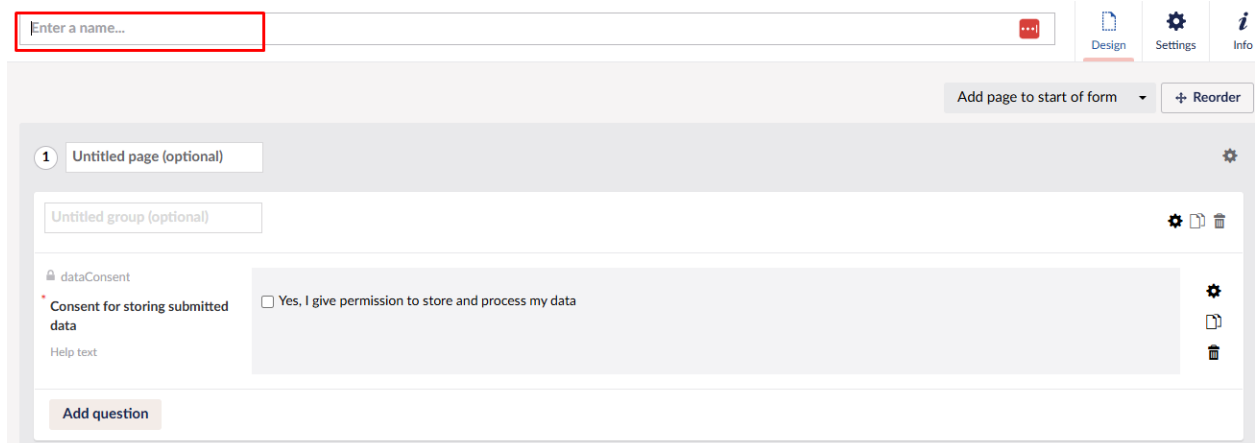 Enter a name...
Design
Settings
Info
Add page to start of form
Reorder
1
Untitled page (optional)
Untitled group (optional)
dataConsent
* Consent for storing submitted
data
Yes, I give permission to store and process my data
Help text
Add question